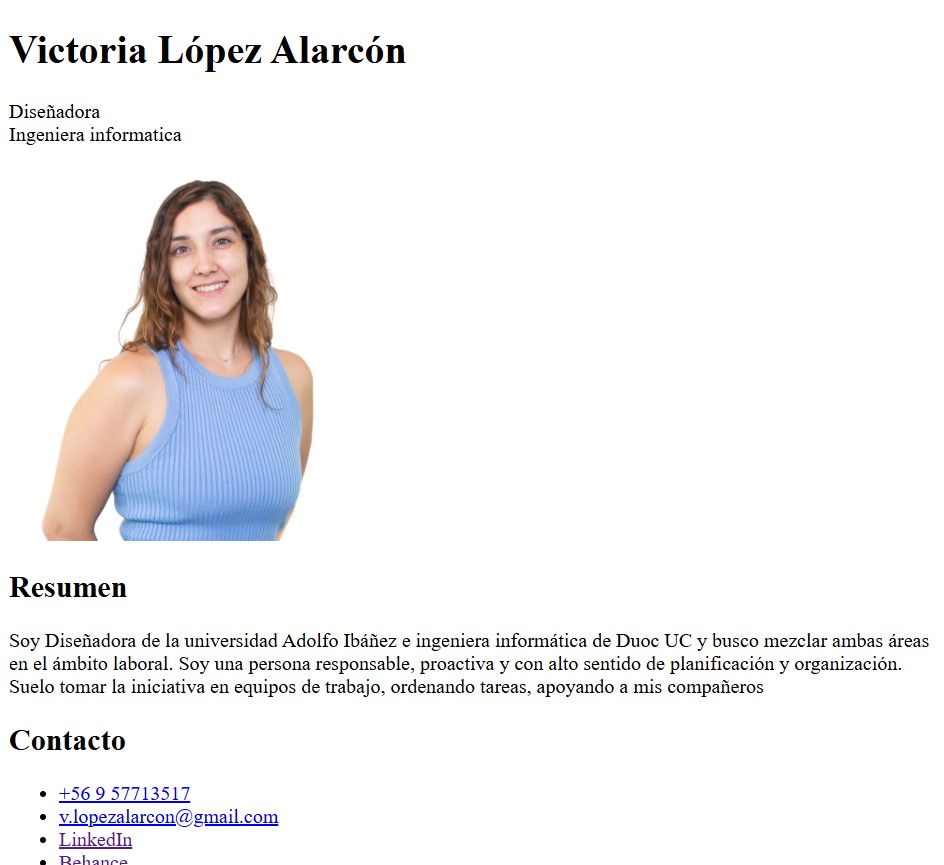 Victoria López Alarcón
Diseñadora
Ingeniera informatica
Resumen
Soy Diseñadora de la universidad Adolfo Ibáñez e ingeniera informática de Duoc UC y busco mezclar ambas áreas
en el ámbito laboral. Soy una persona responsable, proactiva y con alto sentido de planificación y organización.
Suelo tomar la iniciativa en equipos de trabajo, ordenando tareas, apoyando a mis compañeros
Contacto
+56 9 57713517
v.lopezalarcon@gmail.com
LinkedIn
Behance